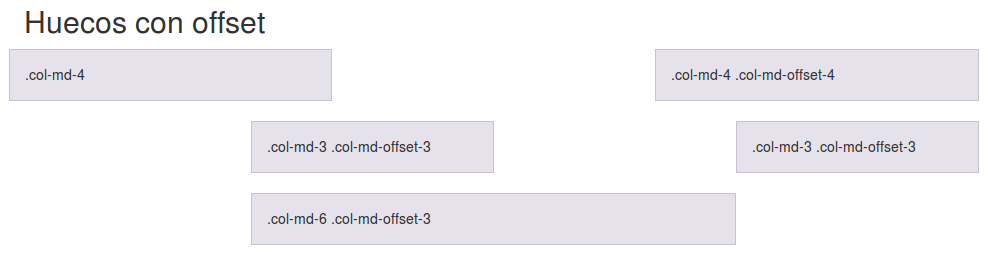 Huecos con offset
.col-md-4
.col-md-4 .col-md-offset-4
.col-md-3 .col-md-offset-3
.col-md-3 .col-md-offset-3
.col-md-6 .col-md-offset-3